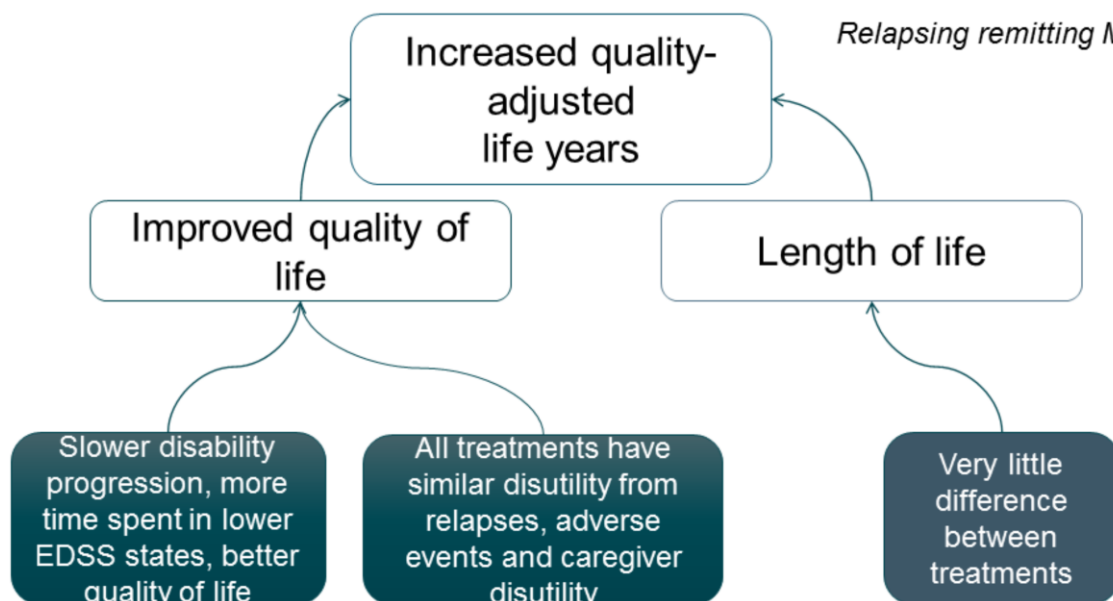 Relapsing remitting M
Increased quality-
adjusted
life years
Improved quality of
life
Length of life
Slower disability
progression, more
time spent in lower
EDSS states, better
quality of life
All treatments have
similar disutility from
relapses, adverse
events and caregiver
disutility
Very little
difference
between
treatments